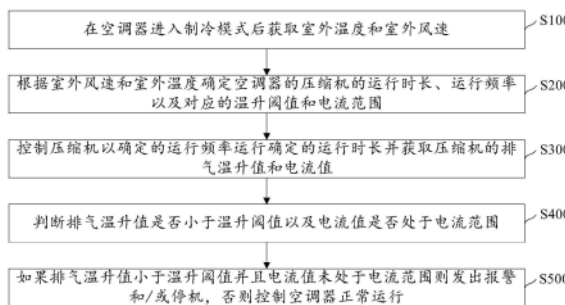 在空调器进入制冷模式后获取室外温度和室外风速
S100
根据室外风速和室外温度确定空调器的压缩机的运行时长、运行频率
以及对应的温升阈值和电流范围
S200
控制压缩机以确定的运行频率运行确定的运行时长并获取压缩机的排
气温升值和电流值
S300
判断排气温升值是否小于温升阈值以及电流值是否处于电流范围
S400
如果排气温升值小于温升阈值并且电流值未处于电流范围则发出报警
和/或停机，否则控制空调器正常运行
S500